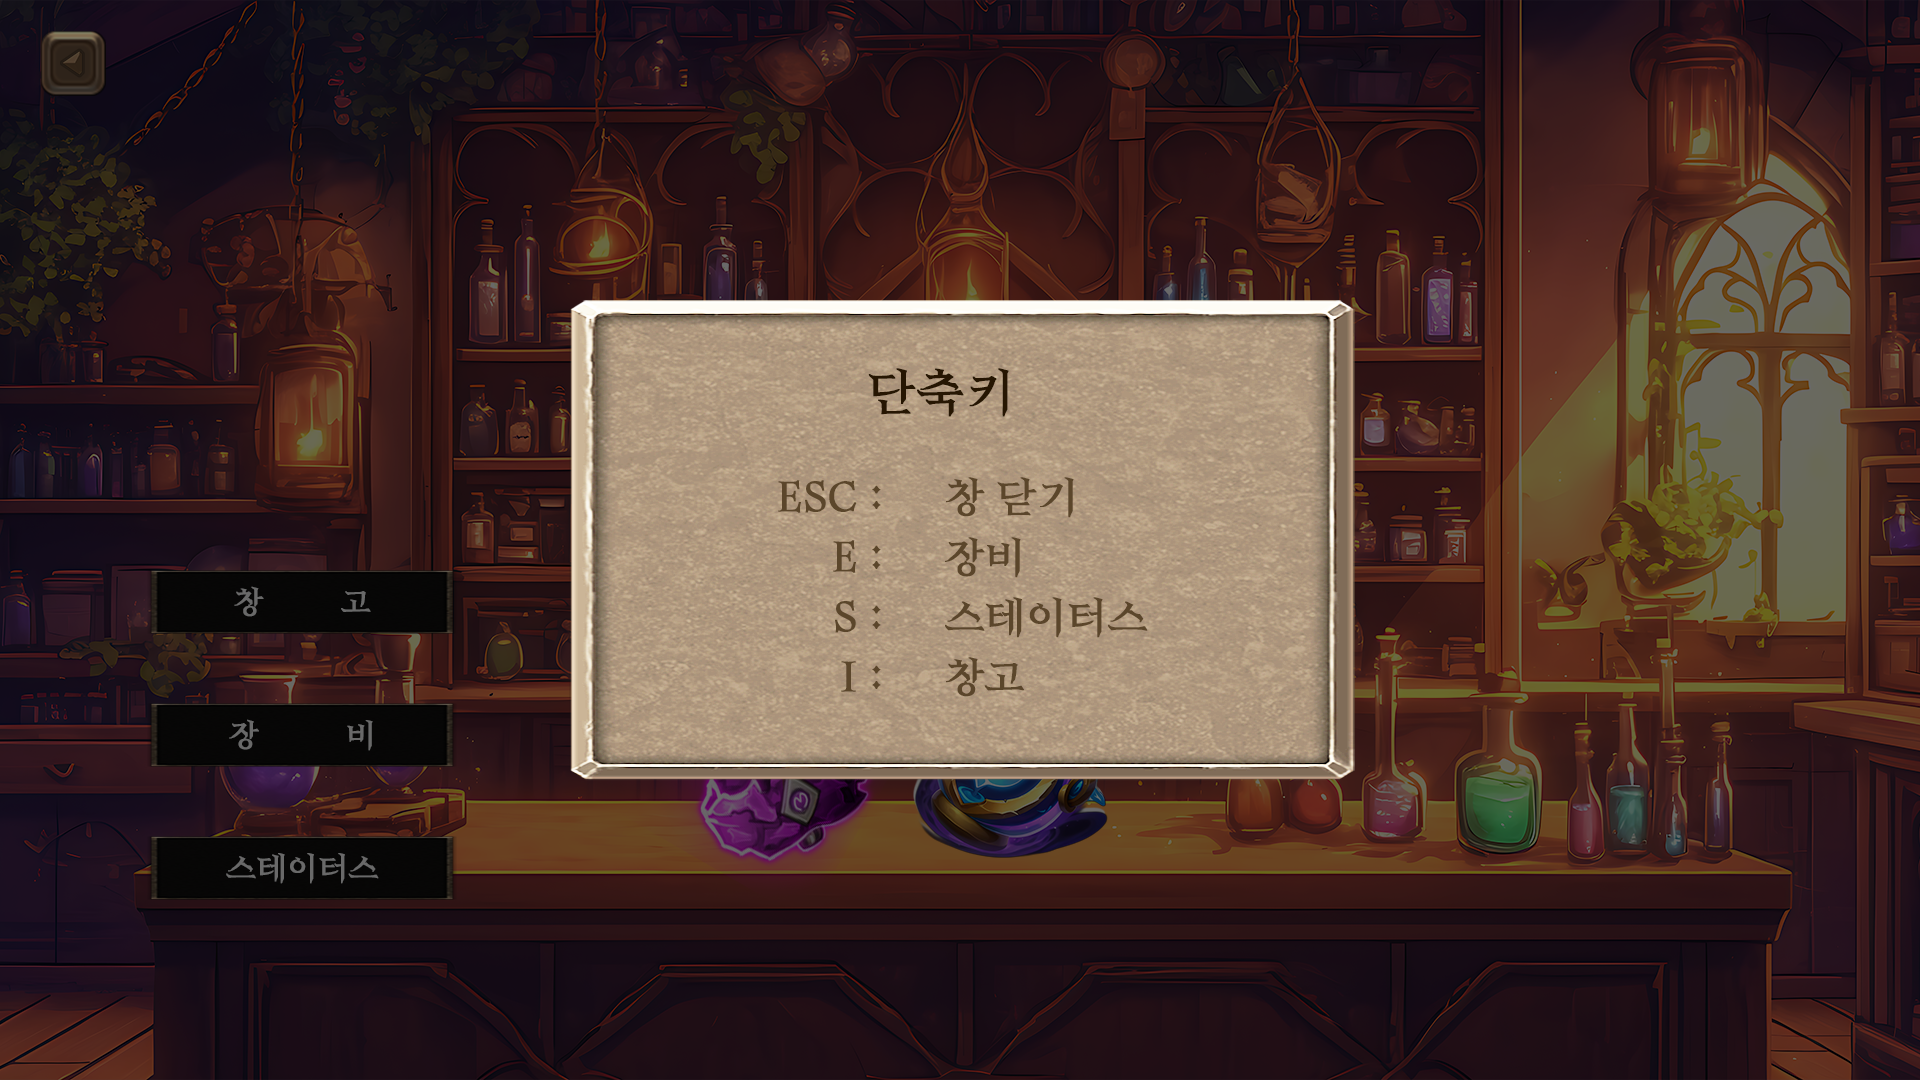 단축키
ESC : 창 닫기
E : 장비
S : 스테이터스
I : 창고
창 고
장 비
스테이터스